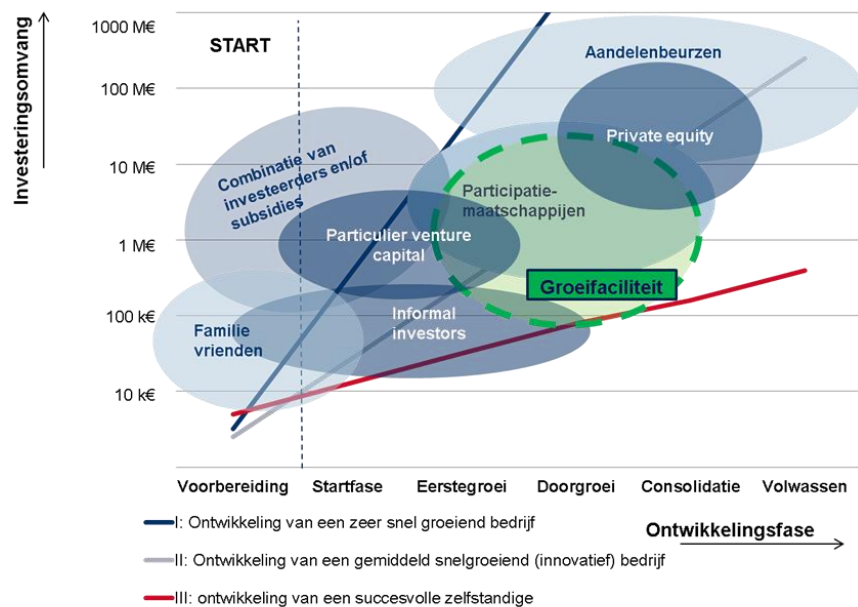 Investeringsomvang
1000 M€
100 M€
10 M€
1 M€
100 k€
10 k€
START
Aandelenbeurzen
Private equity
Combinatie van
investeerders en/of
subsidies
Participatie-
maatschappijen
Particulier venture
capital
Groeifaciliteit
Informal
investors
Familie
vrienden
Voorbereiding
Startfase
Eerstegroei
Doorgroei
Consolidatie
Volwassen
I: Ontwikkeling van een zeer snel groeiend bedrijf
Ontwikkelingsfase
II: Ontwikkeling van een gemiddeld snelgroeiend (innovatief) bedrijf
III: ontwikkeling van een succesvolle zelfstandige